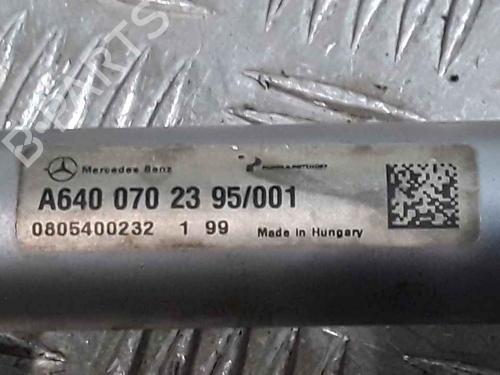 B-PARTS
Mercedes Benz
A640 070 23 95/001
0805400232 1 99 Made in Hungary